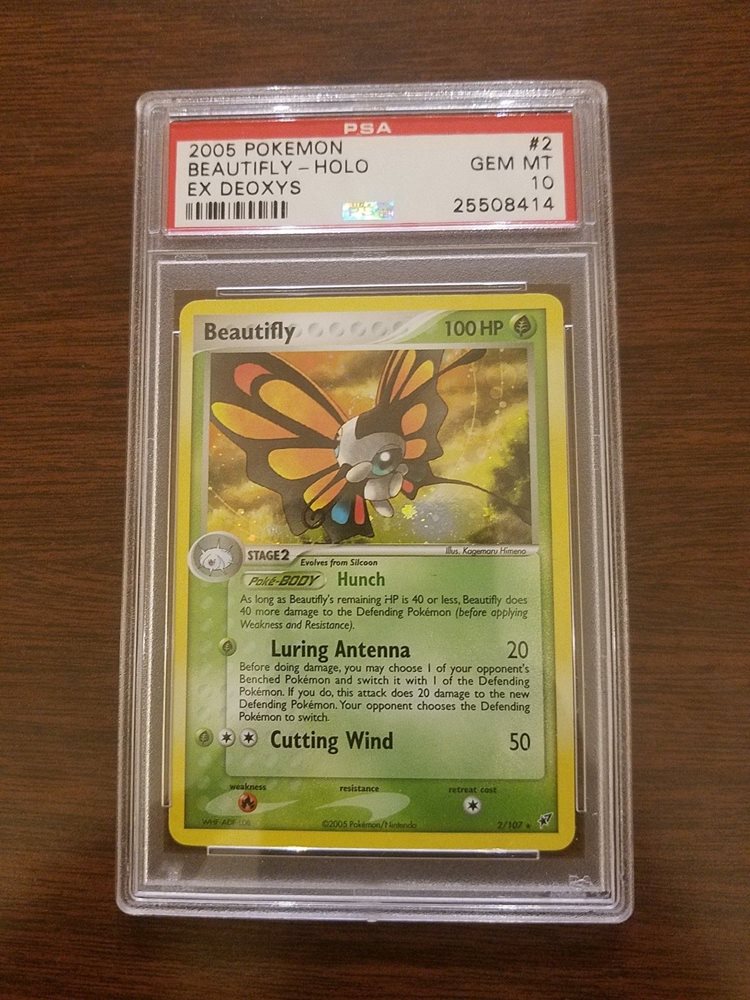 PSA
2005 POKEMON #2
BEAUTIFLY – HOLO GEM MT
EX DEOXYS 10
25508414
Beautifly 100 HP
STAGE 2 Evolves from Silcoon
Illus. Kagemaru Himeno
Poké-BODY Hunch
As long as Beautifly's remaining HP is 40 or less, Beautifly does
40 more damage to the Defending Pokémon (before applying
Weakness and Resistance).
Luring Antenna 20
Before doing damage, you may choose 1 of your opponent's
Benched Pokémon and switch it with 1 of the Defending
Pokémon. If you do, this attack does 20 damage to the new
Defending Pokémon. Your opponent chooses the Defending
Pokémon to switch.
Cutting Wind 50
weakness resistance retreat cost
©2005 Pokémon/Nintendo 2/107